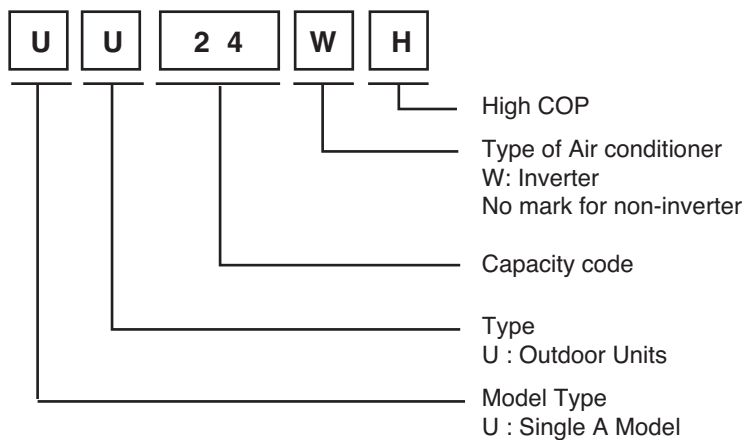 U U 2 4 W H
High COP
Type of Air conditioner
W: Inverter
No mark for non-inverter
Capacity code
Type
U : Outdoor Units
Model Type
U : Single A Model